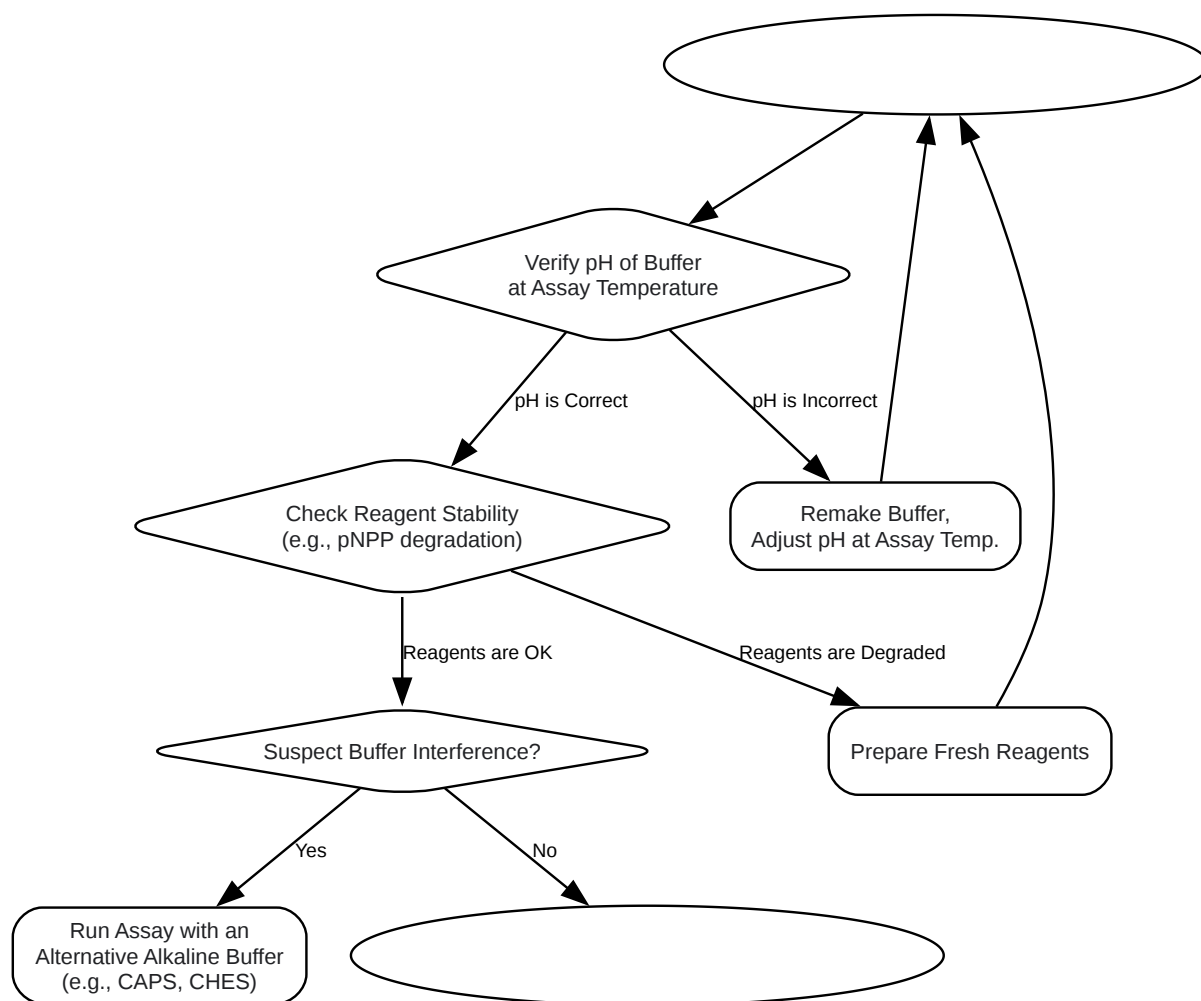 Verify pH of Buffer
at Assay Temperature
pH is Correct
pH is Incorrect
Check Reagent Stability
(e.g., pNPP degradation)
Remake Buffer,
Adjust pH at Assay Temp.
Reagents are OK
Reagents are Degraded
Suspect Buffer Interference?
Prepare Fresh Reagents
Yes
No
Run Assay with an
Alternative Alkaline Buffer
(e.g., CAPS, CHES)